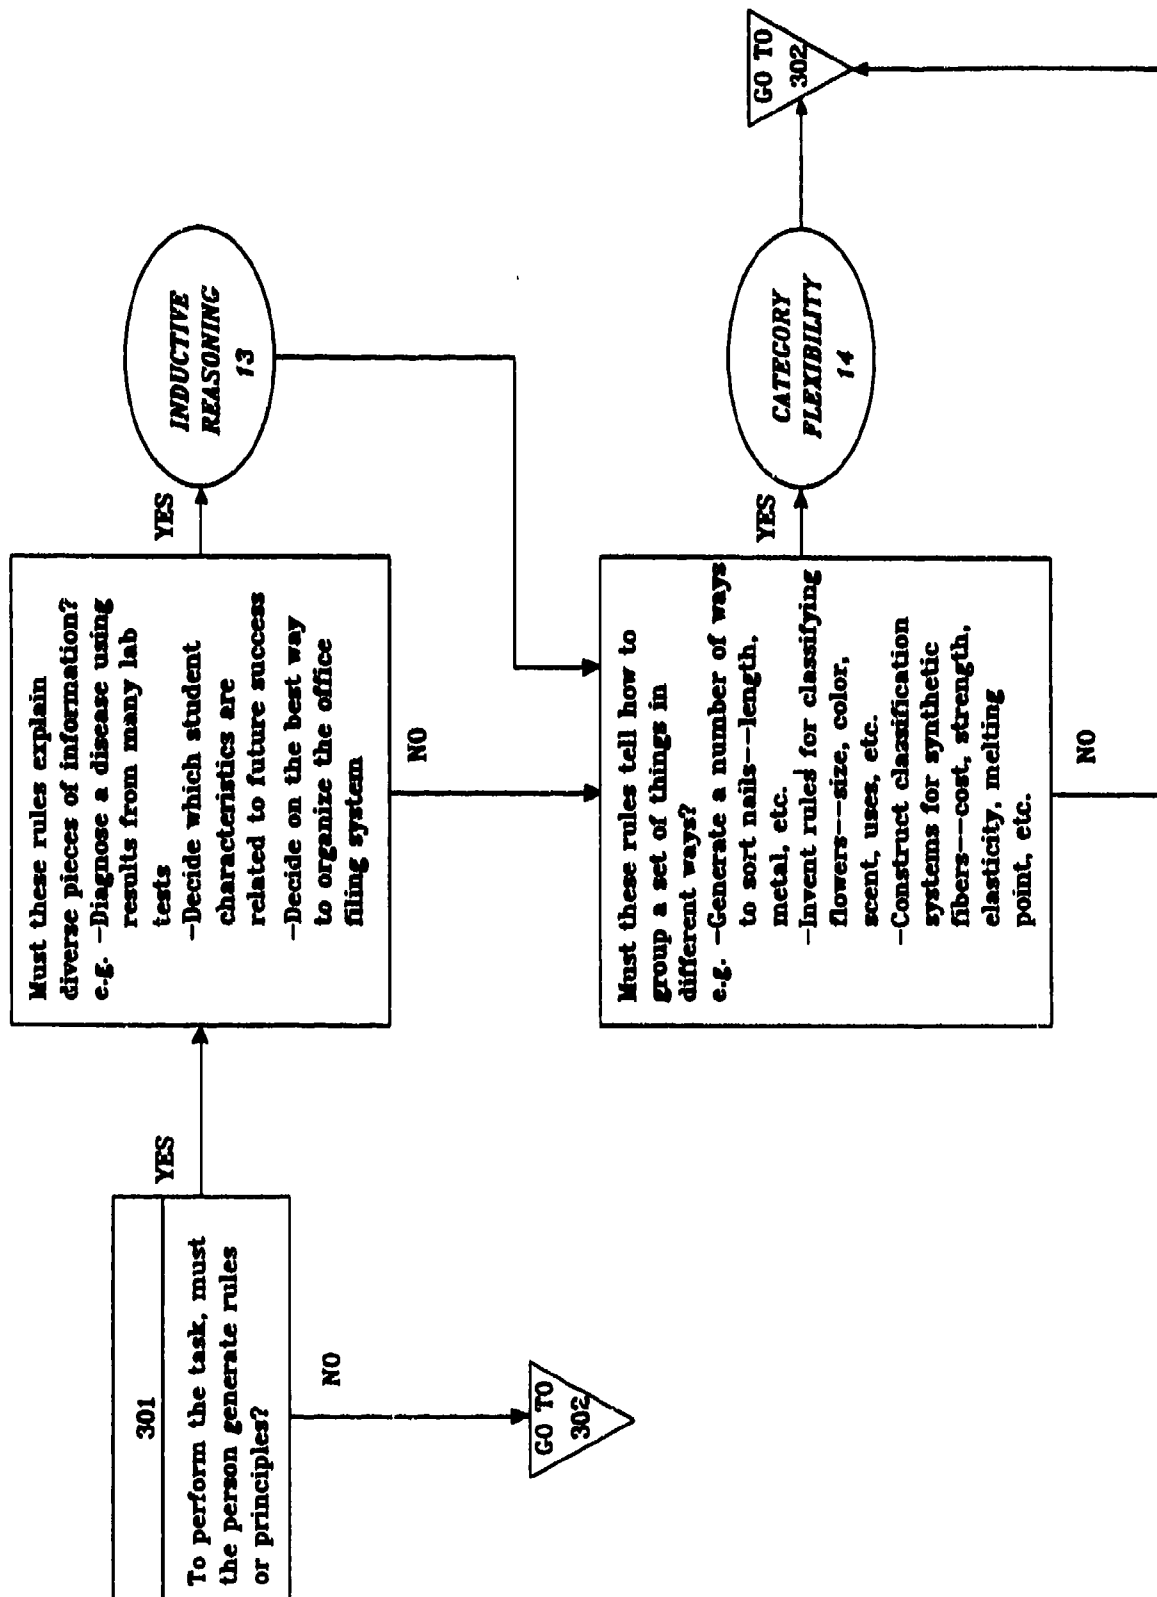 301
To perform the task, must
the person generate rules
or principles?
YES
NO
GO TO
302
Must these rules explain
diverse pieces of information?
e.g. -Diagnose a disease using
results from many lab
tests
-Decide which student
characteristics are
related to future success
-Decide on the best way
to organize the office
filing system
YES
NO
INDUCTIVE
REASONING
13
Must these rules tell how to
group a set of things in
different ways?
e.g. -Generate a number of ways
to sort nails--length,
metal, etc.
-Invent rules for classifying
flowers--size, color,
scent, uses, etc.
-Construct classification
systems for synthetic
fibers--cost, strength,
elasticity, melting
point, etc.
YES
NO
CATEGORY
FLEXIBILITY
14
GO TO
302